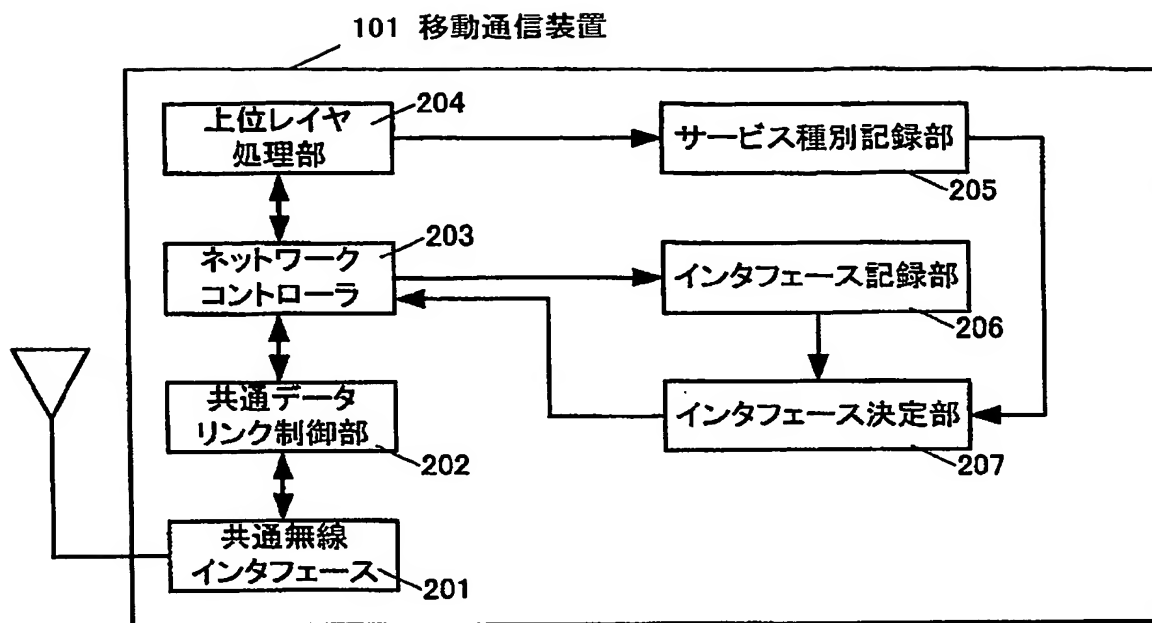 101 移動通信装置
上位レイヤ
処理部
204
サービス種別記録部
205
ネットワーク
コントローラ
203
インタフェース記録部
206
共通データ
リンク制御部
202
インタフェース決定部
207
共通無線
インタフェース
201